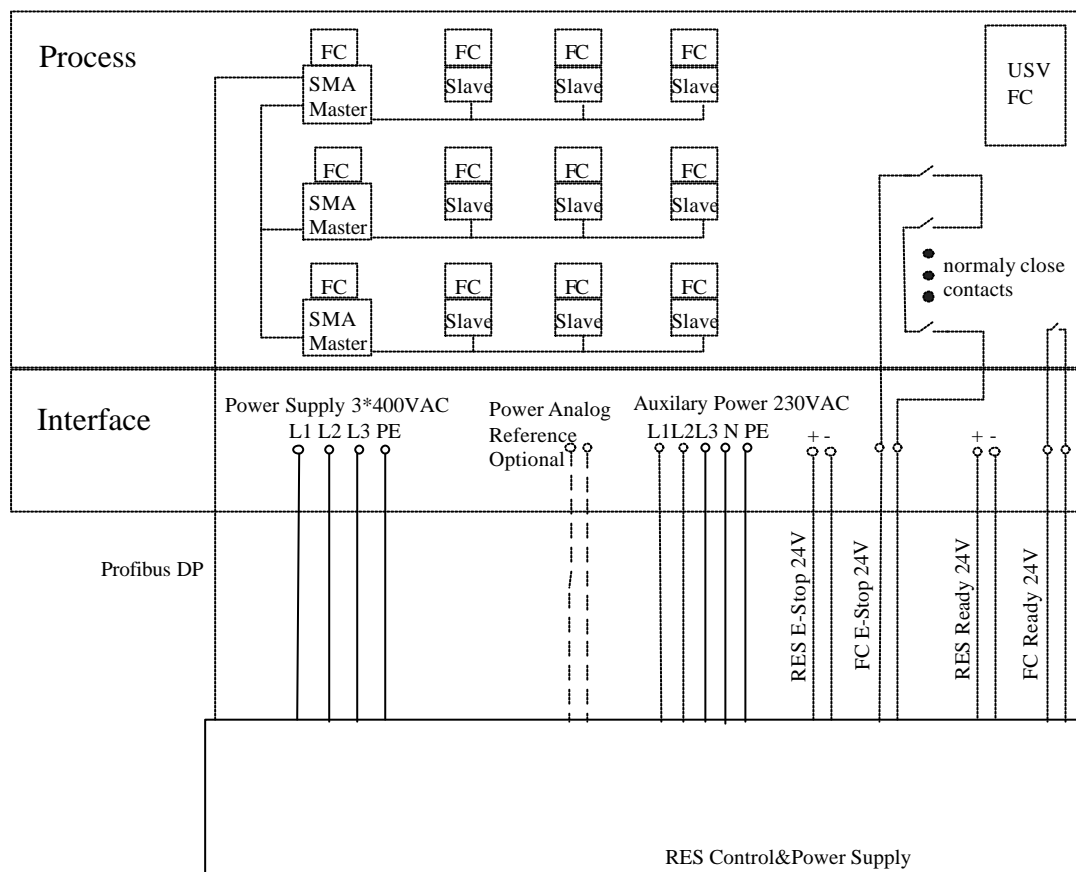 Process
FC
FC
FC
FC
USV
FC
SMA
Master
Slave
Slave
Slave
FC
FC
FC
FC
SMA
Master
Slave
Slave
Slave
normaly close
contacts
FC
FC
FC
FC
SMA
Master
Slave
Slave
Slave
Interface
Power Supply 3*400VAC
L1 L2 L3 PE
Power Analog
Reference
Optional
Auxilary Power 230VAC
L1 L2 L3 N PE
+ -
+ -
Profibus DP
RES E-Stop 24V
FC E-Stop 24V
RES Ready 24V
FC Ready 24V
RES Control&Power Supply